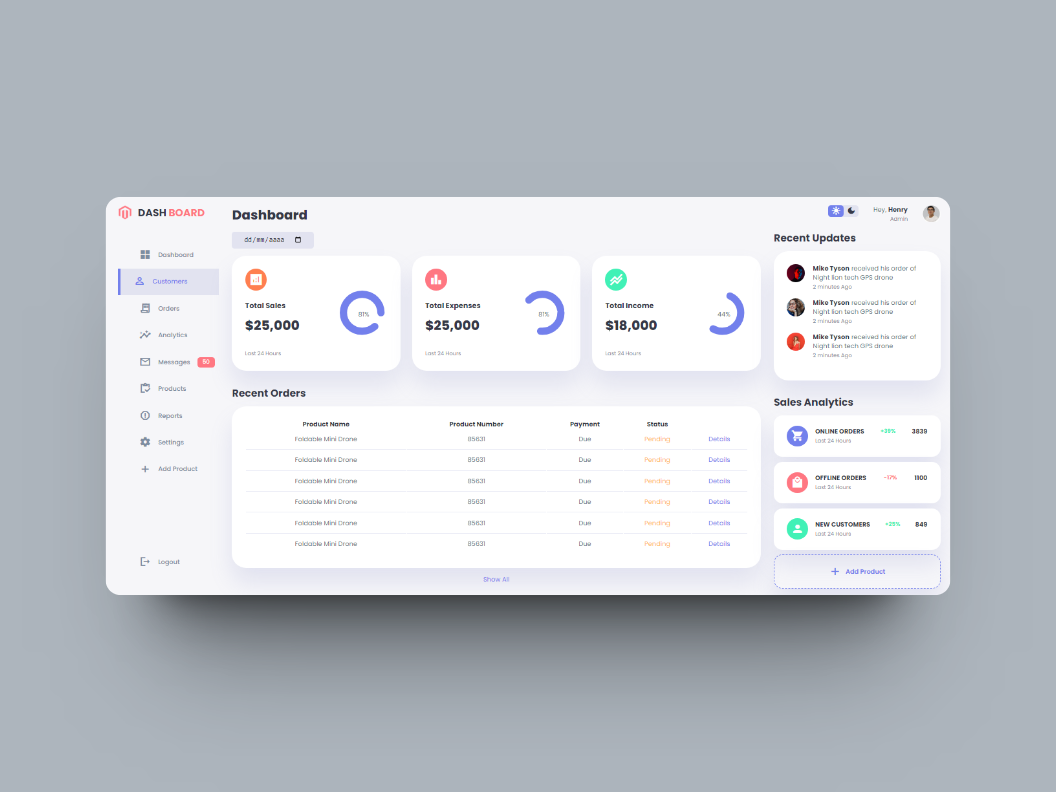 DASH BOARD
Dashboard
Customers
Orders
Analytics
Messages 50
Products
Reports
Settings
Add Product
Logout
Dashboard
dd/mm/aaaa
Total Sales
$25,000
81%
Last 24 Hours
Total Expenses
$25,000
81%
Last 24 Hours
Total Income
$18,000
44%
Last 24 Hours
Recent Orders
Product Name Product Number Payment Status
Foldable Mini Drone 85631 Due Pending Details
Foldable Mini Drone 85631 Due Pending Details
Foldable Mini Drone 85631 Due Pending Details
Foldable Mini Drone 85631 Due Pending Details
Foldable Mini Drone 85631 Due Pending Details
Foldable Mini Drone 85631 Due Pending Details
Show All
Hey, Henry
Admin
Recent Updates
Mike Tyson received his order of
Night lion tech GPS drone
2 minutes Ago
Mike Tyson received his order of
Night lion tech GPS drone
2 minutes Ago
Mike Tyson received his order of
Night lion tech GPS drone
2 minutes Ago
Sales Analytics
ONLINE ORDERS 3839
Last 24 Hours
OFFLINE ORDERS -17% 1100
Last 24 Hours
NEW CUSTOMERS +25% 849
Last 24 Hours
Add Product